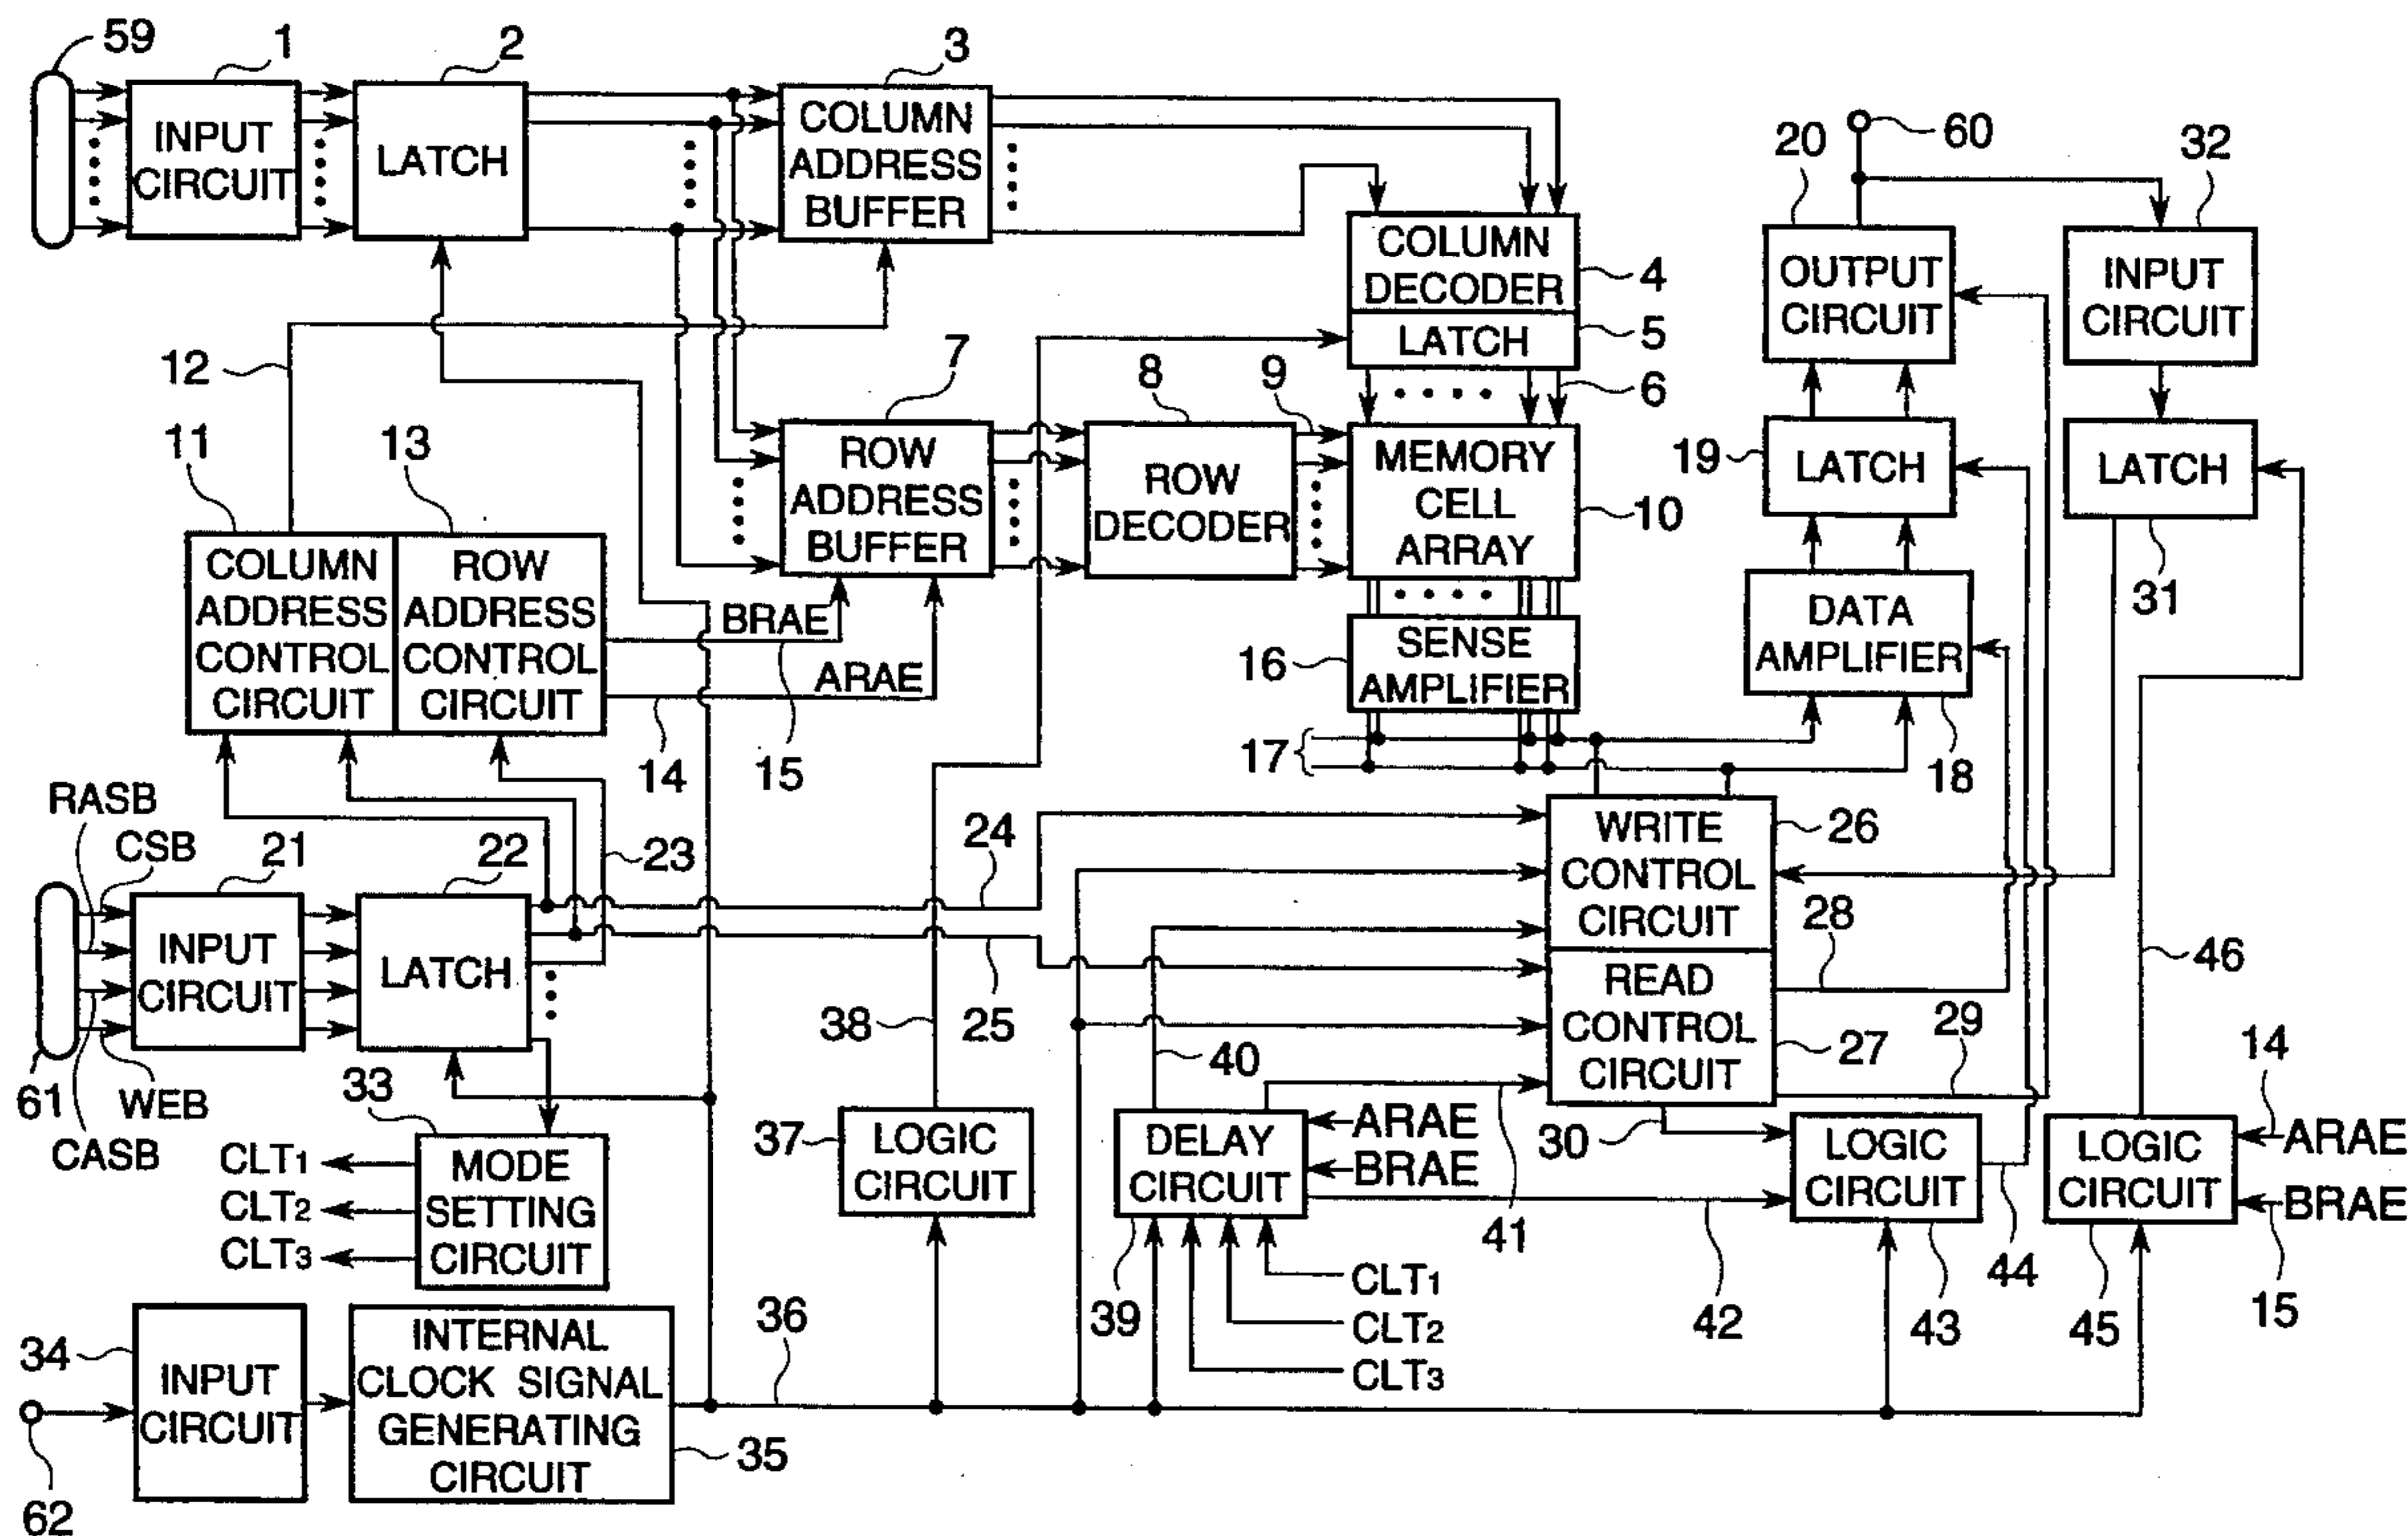 59
1
2
3
INPUT
CIRCUIT
LATCH
COLUMN
ADDRESS
BUFFER
60
20
32
COLUMN
DECODER
4
LATCH
5
6
OUTPUT
CIRCUIT
INPUT
CIRCUIT
12
7
8
9
11
13
ROW
ADDRESS
BUFFER
ROW
DECODER
MEMORY
CELL
ARRAY
10
19
LATCH
LATCH
31
COLUMN
ADDRESS
CONTROL
CIRCUIT
ROW
ADDRESS
CONTROL
CIRCUIT
BRAE
ARAE
14
15
16
SENSE
AMPLIFIER
17
DATA
AMPLIFIER
18
RASB
CSB
21
22
23
24
INPUT
CIRCUIT
LATCH
25
61
WEB
CASB
WRITE
CONTROL
CIRCUIT
26
READ
CONTROL
CIRCUIT
27
28
29
30
46
33
MODE
SETTING
CIRCUIT
CLT1
CLT2
CLT3
38
37
LOGIC
CIRCUIT
40
DELAY
CIRCUIT
39
ARAE
BRAE
41
42
CLT1
CLT2
CLT3
LOGIC
CIRCUIT
43
44
LOGIC
CIRCUIT
45
14
ARAE
BRAE
15
34
INPUT
CIRCUIT
62
INTERNAL
CLOCK SIGNAL
GENERATING
CIRCUIT
35
36